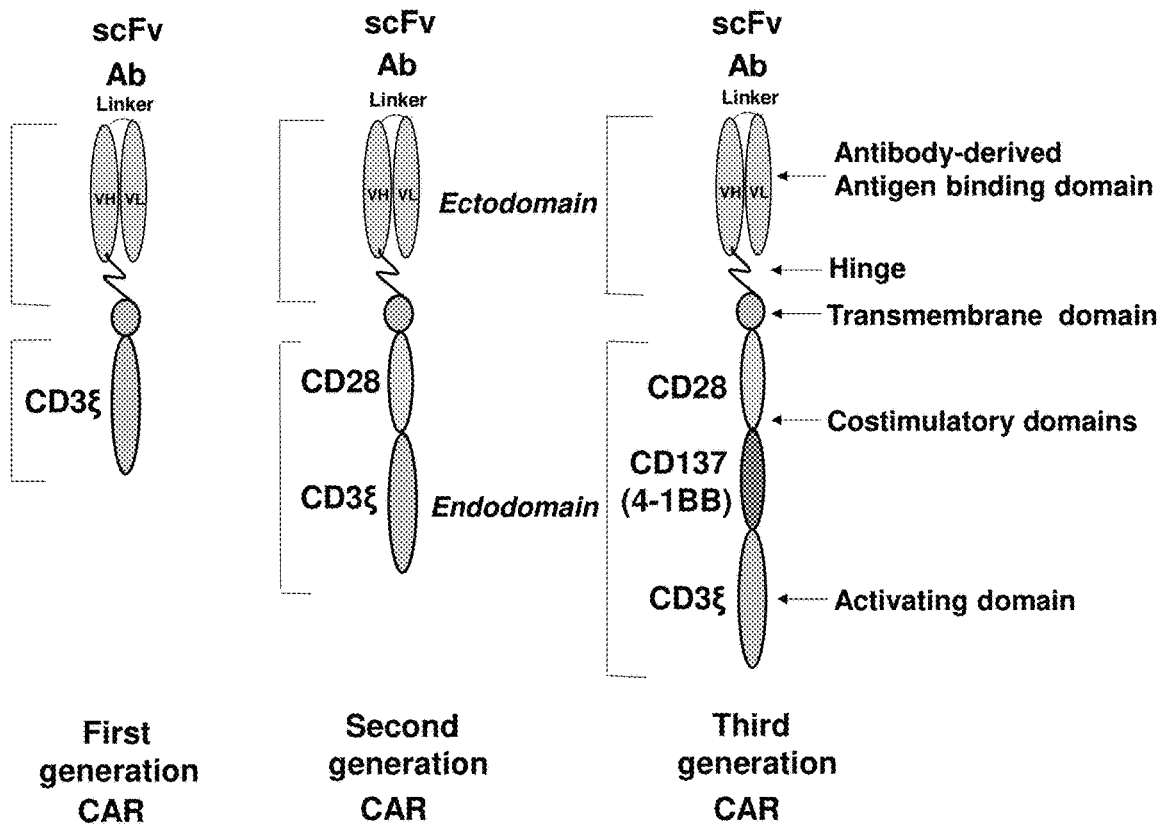 scFv
Ab
Linker
VH VL
CD3ξ
First
generation
CAR
scFv
Ab
Linker
VH VL
Ectodomain
CD28
CD3ξ
Endodomain
Second
generation
CAR
scFv
Ab
Linker
VH VL
Antibody-derived
Antigen binding domain
Hinge
Transmembrane domain
CD28
Costimulatory domains
CD137
(4-1BB)
CD3ξ
Activating domain
Third
generation
CAR